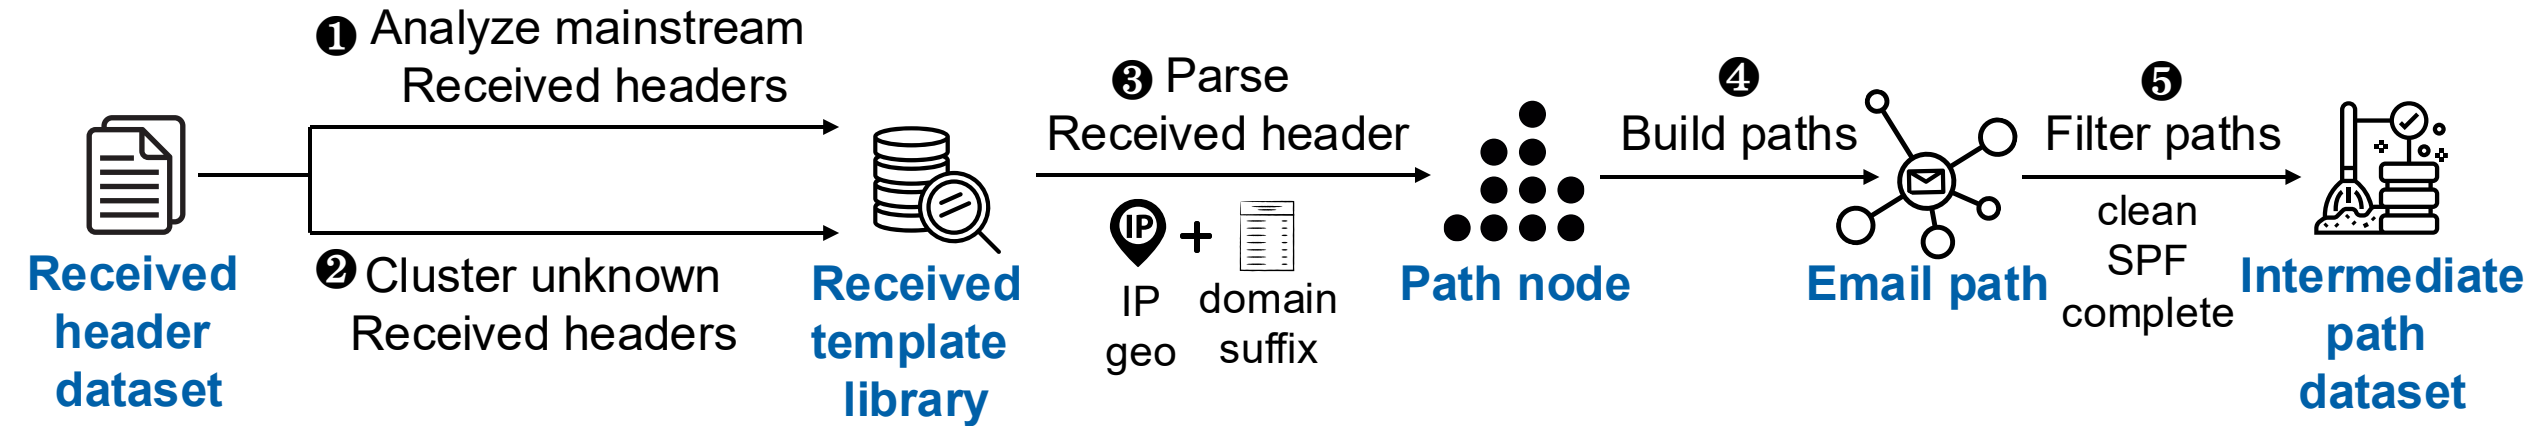 Received
header
dataset
❶ Analyze mainstream
Received headers
❷ Cluster unknown
Received headers
Received
template
library
❸ Parse
Received header
IP
IP
geo
domain
suffix
Path node
❹
Build paths
Email path
❺
Filter paths
clean
SPF
complete
Intermediate
path
dataset